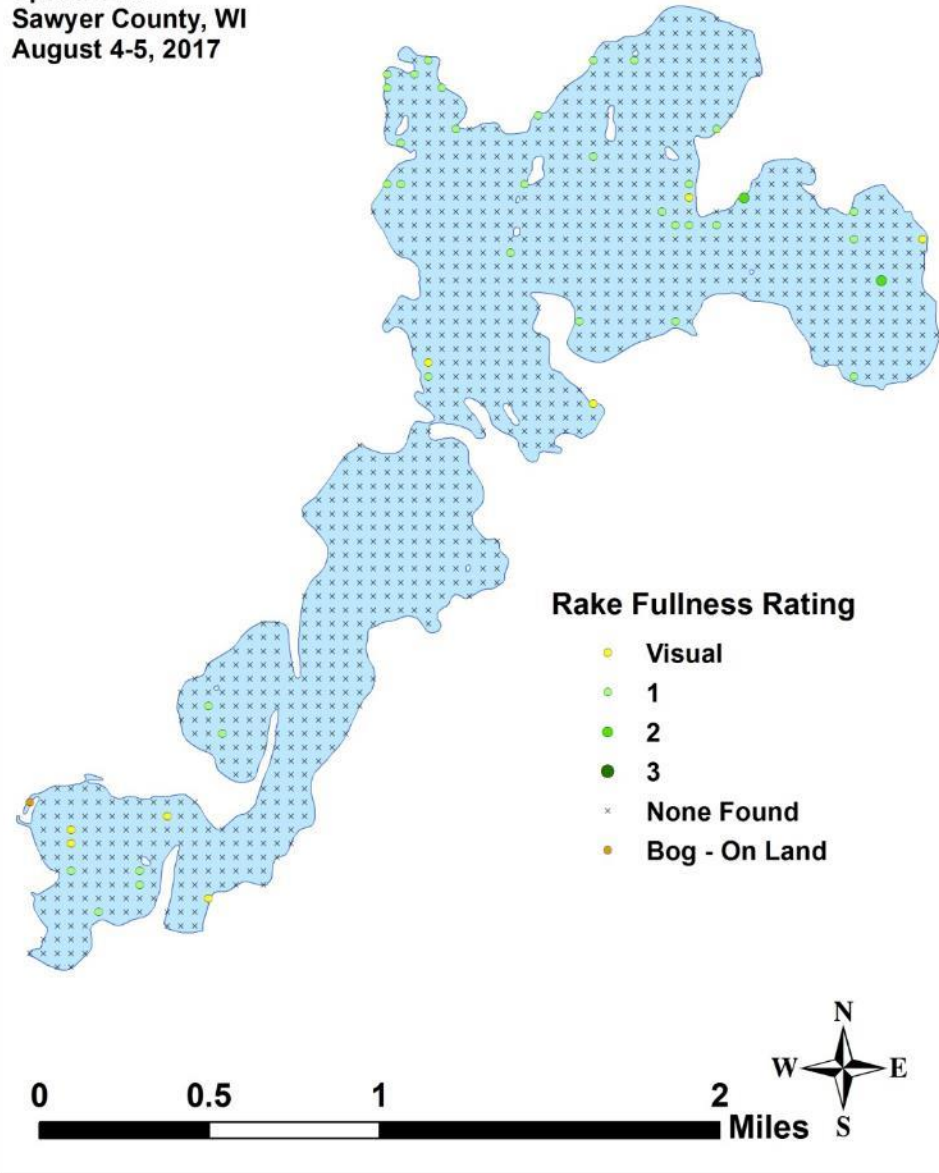 Sawyer County, WI
August 4-5, 2017
Rake Fullness Rating
Visual
1
2
3
None Found
Bog - On Land
N
W E
S
0 0.5 1 2
Miles